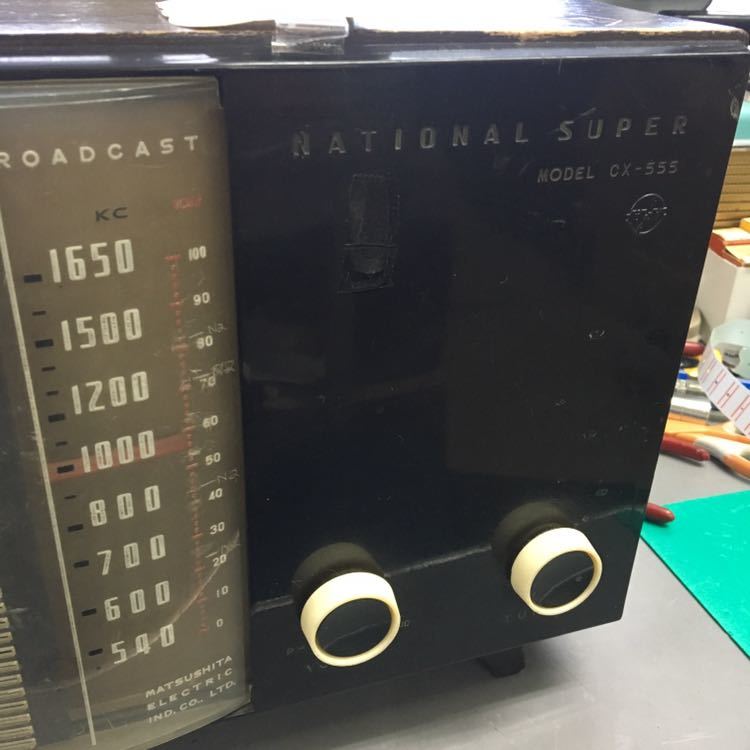 ROADCAST
KC
1650
1500
1200
1000
800
700
600
540
100
90
80
70
60
50
40
30
20
10
0
MATSUSHITA
ELECTRIC
IND. CO., LTD.
NATIONAL SUPER
MODEL CX-555